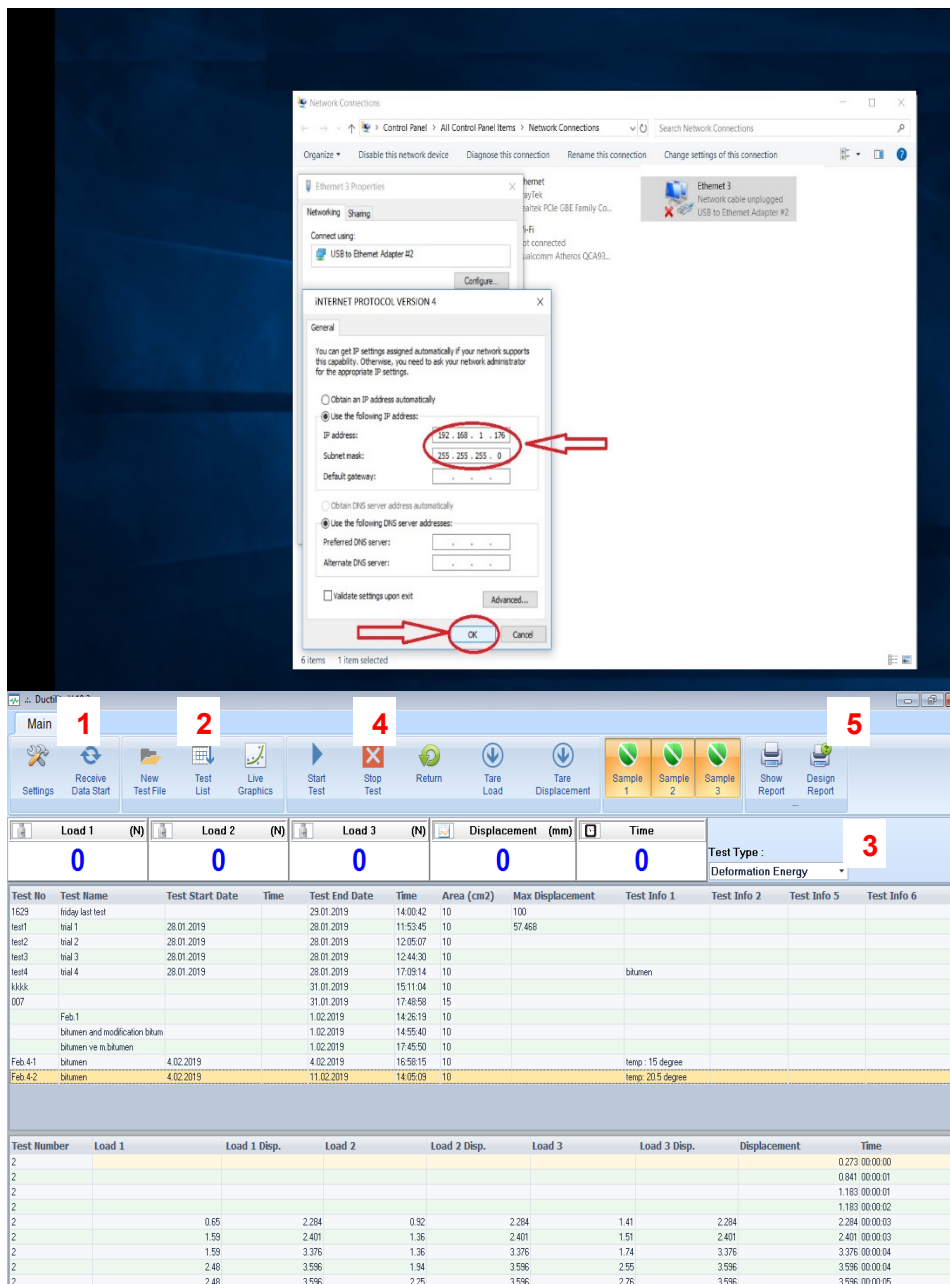 Network Connections
Control Panel > All Control Panel Items > Network Connections
Search Network Connections
Organize
Disable this network device
Diagnose this connection
Rename this connection
Change settings of this connection
Ethernet 3 Properties
Networking
Sharing
Connect using:
USB to Ethernet Adapter #2
Configure...
hernet
ayTek
ealtek PCIe GBE Family Co...
i-Fi
ot connected
ualcomm Atheros QCA93...
Ethernet 3
Network cable unplugged
USB to Ethernet Adapter #2
iNTERNET PROTOCOL VERSION 4
General
You can get IP settings assigned automatically if your network supports
this capability. Otherwise, you need to ask your network administrator
for the appropriate IP settings.
Obtain an IP address automatically
Use the following IP address:
IP address: 192 . 168 . 1 . 176
Subnet mask: 255 . 255 . 255 . 0
Default gateway: . . .
Obtain DNS server address automatically
Use the following DNS server addresses:
Preferred DNS server: . . .
Alternate DNS server: . . .
Validate settings upon exit
Advanced...
OK
Cancel
6 items 1 item selected
Main
1
2
4
5
Settings
Receive Data Start
New Test File
Test List
Live Graphics
Start Test
Stop Test
Return
Tare Load
Tare Displacement
Sample 1
Sample 2
Sample 3
Show Report
Design Report
Load 1 (N) Load 2 (N) Load 3 (N) Displacement (mm) Time
0 0 0 0 0
Test Type :
3
Deformation Energy
Test No Test Name Test Start Date Time Test End Date Time Area (cm2) Max Displacement Test Info 1 Test Info 2 Test Info 5 Test Info 6
1629 friday last test 29.01.2019 14:00:42 10 100
test1 trial 1 28.01.2019 28.01.2019 11:53:45 10 57.468
test2 trial 2 28.01.2019 28.01.2019 12:05:07 10
test3 trial 3 28.01.2019 28.01.2019 12:44:30 10
test4 trial 4 28.01.2019 28.01.2019 17:09:14 10 bitumen
kkkk 31.01.2019 15:11:04 10
007 31.01.2019 17:48:58 15
Feb.1 1.02.2019 14:26:19 10
bitumen and modification bitum 1.02.2019 14:55:40 10
bitumen ve m.bitumen 1.02.2019 17:45:50 10
Feb.4-1 bitumen 4.02.2019 4.02.2019 16:58:15 10 temp : 15 degree
Feb.4-2 bitumen 4.02.2019 11.02.2019 14:05:09 10 temp: 20.5 degree
Test Number Load 1 Load 1 Disp. Load 2 Load 2 Disp. Load 3 Load 3 Disp. Displacement Time
2 0.273 00:00:00
2 0.841 00:00:01
2 1.183 00:00:01
2 1.183 00:00:02
2 0.65 2.284 0.92 2.284 1.41 2.284 2.284 00:00:03
2 1.59 2.401 1.36 2.401 1.51 2.401 2.401 00:00:03
2 1.59 3.376 1.36 3.376 1.74 3.376 3.376 00:00:04
2 2.48 3.596 1.94 3.596 2.55 3.596 3.596 00:00:04
2 2.48 3.596 2.25 3.596 2.76 3.596 3.596 00:00:05